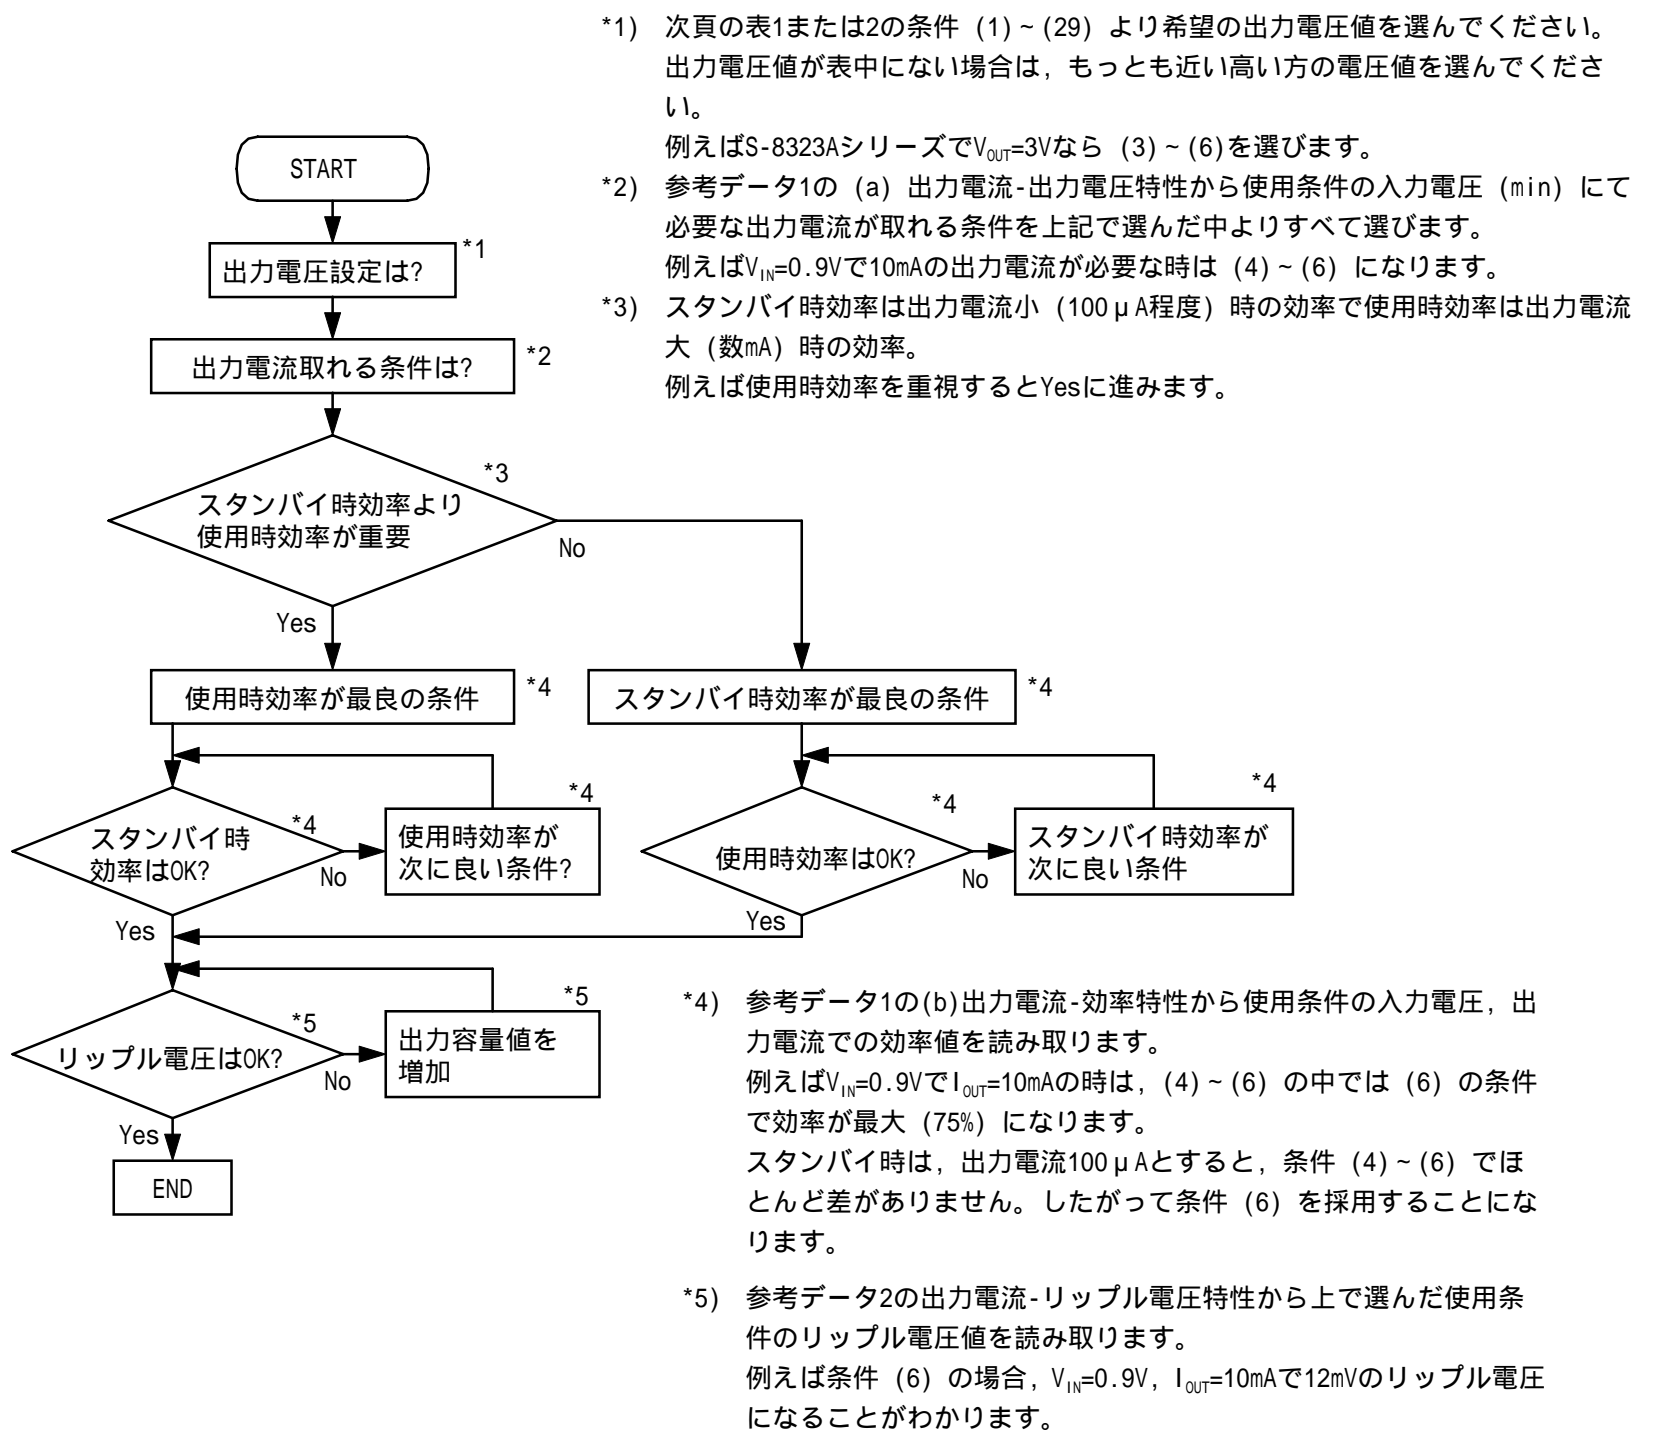 *1) 次頁の表1または2の条件 (1)~(29) より希望の出力電圧値を選んでください。
出力電圧値が表中にない場合は, もっとも近い高い方の電圧値を選んでくださ
い。
例えばS-8323AシリーズでVOUT=3Vなら (3)~(6)を選びます。
*2) 参考データ1の (a) 出力電流-出力電圧特性から使用条件の入力電圧 (min) にて
必要な出力電流が取れる条件を上記で選んだ中よりすべて選びます。
例えばVIN=0.9Vで10mAの出力電流が必要な時は (4)~(6) になります。
*3) スタンバイ時効率は出力電流小 (100μA程度) 時の効率で使用時効率は出力電流
大 (数mA) 時の効率。
例えば使用時効率を重視するとYesに進みます。
START
出力電圧設定は?
*1
出力電流取れる条件は?
*2
*3
スタンバイ時効率より
使用時効率が重要
No
Yes
使用時効率が最良の条件
*4
スタンバイ時効率が最良の条件
*4
*4
スタンバイ時
効率はOK?
No
*4
使用時効率が
次に良い条件?
*4
使用時効率はOK?
No
*4
スタンバイ時効率が
次に良い条件
Yes
Yes
*5
リップル電圧はOK?
No
*5
出力容量値を
増加
Yes
END
*4) 参考データ1の(b)出力電流-効率特性から使用条件の入力電圧, 出
力電流での効率値を読み取ります。
例えばVIN=0.9VでIOUT=10mAの時は, (4)~(6) の中では (6) の条件
で効率が最大 (75%) になります。
スタンバイ時は, 出力電流100μAとすると, 条件 (4)~(6) でほ
とんど差がありません。したがって条件 (6) を採用することにな
ります。
*5) 参考データ2の出力電流-リップル電圧特性から上で選んだ使用条
件のリップル電圧値を読み取ります。
例えば条件 (6) の場合, VIN=0.9V, IOUT=10mAで12mVのリップル電圧
になることがわかります。